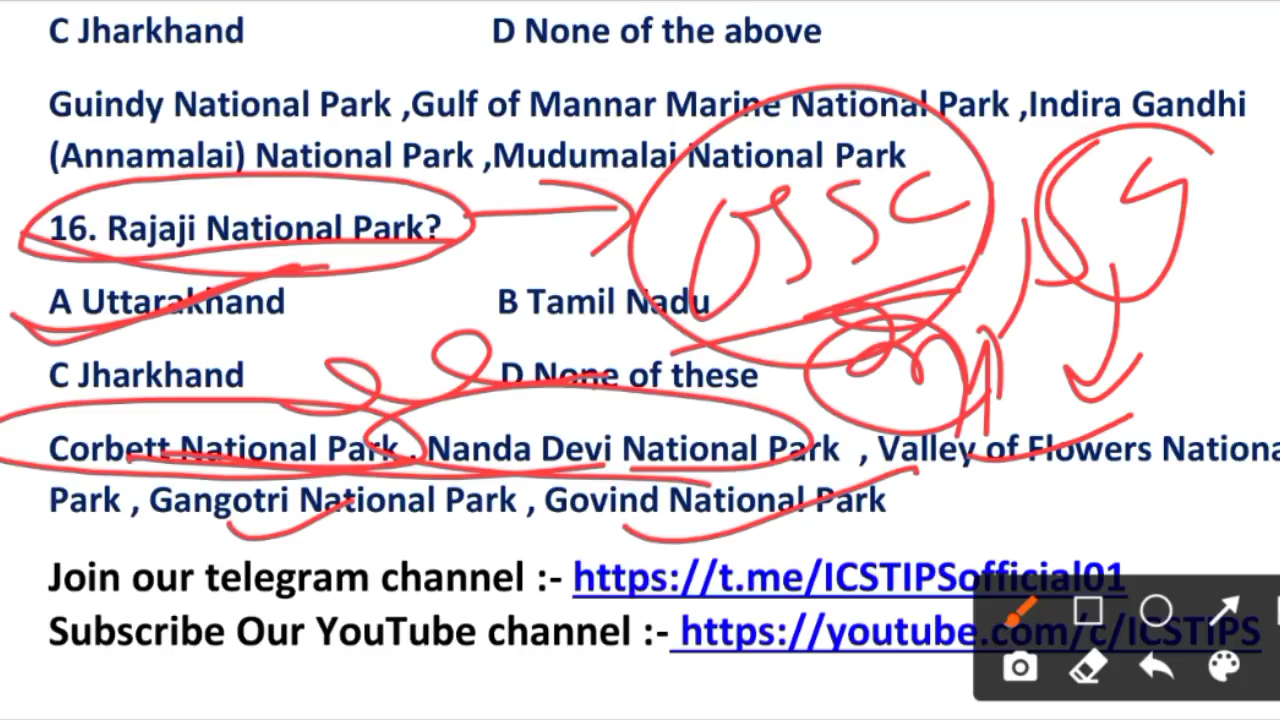 C Jharkhand D None of the above
Guindy National Park ,Gulf of Mannar Marine National Park ,Indira Gandhi
(Annamalai) National Park ,Mudumalai National Park
16. Rajaji National Park?
OSSC
A Uttarakhand B Tamil Nadu
C Jharkhand D None of these
Corbett National Park , Nanda Devi National Park , Valley of Flowers Nationa
Park , Gangotri National Park , Govind National Park
Join our telegram channel :- https://t.me/ICSTIPSofficial01
Subscribe Our YouTube channel :- https://youtube.com/c/ICSTIPS